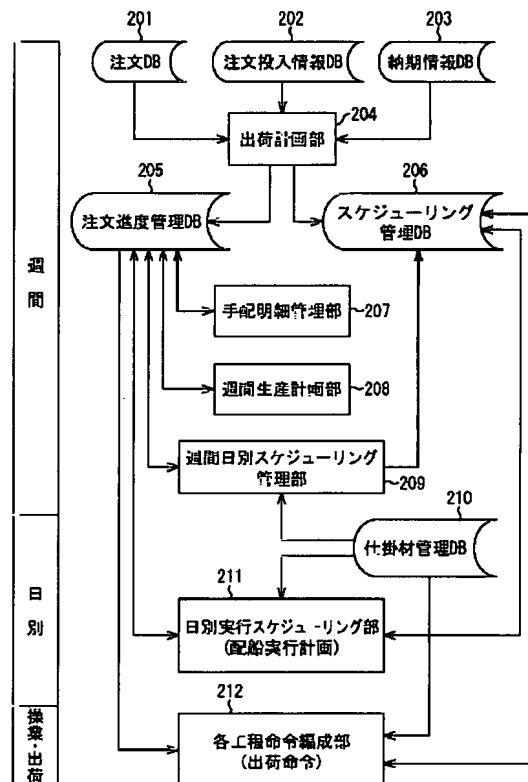 201
202
203
注文DB
注文投入情報DB
納期情報DB
204
出荷計画部
205
206
注文進度管理DB
スケジューリング
管理DB
週間
手配明細管理部
207
週間生産計画部
208
週間日別スケジューリング
管理部
209
210
仕掛材管理DB
日別
211
日別実行スケジューリング部
(配船実行計画)
212
操業・出荷
各工程命令編成部
(出荷命令)